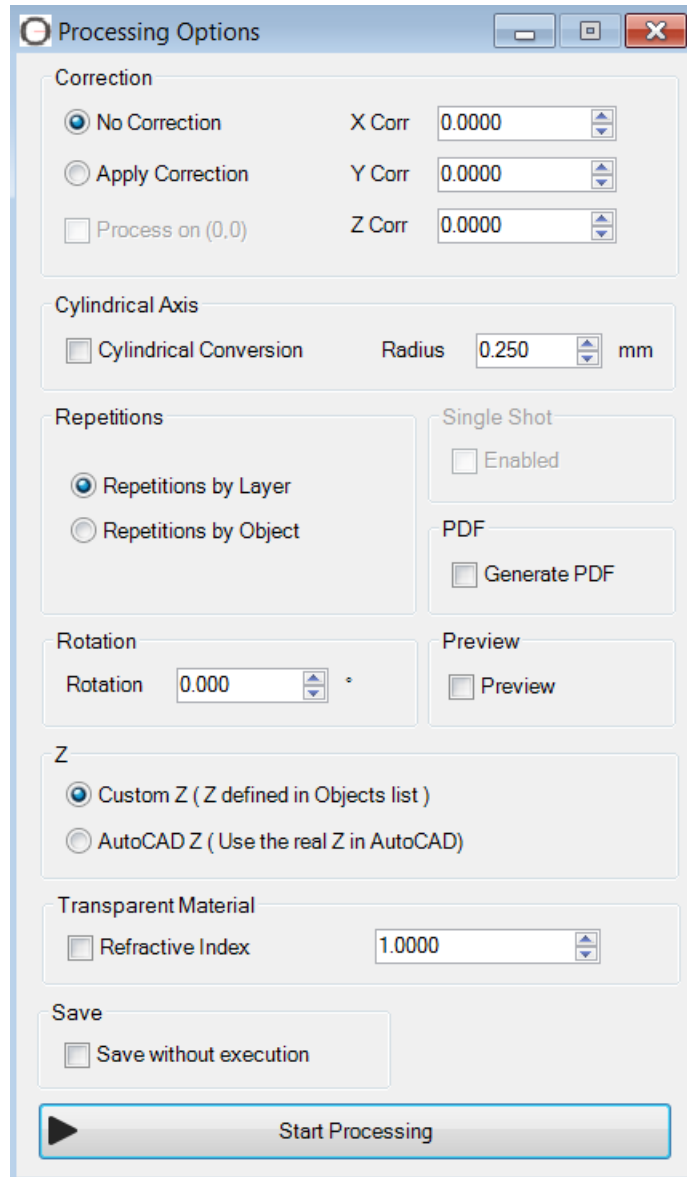 Processing Options
Correction
No Correction X Corr 0.0000
Apply Correction Y Corr 0.0000
Process on (0,0) Z Corr 0.0000
Cylindrical Axis
Cylindrical Conversion Radius 0.250 mm
Repetitions
Repetitions by Layer
Repetitions by Object
Single Shot
Enabled
PDF
Generate PDF
Rotation
Rotation 0.000 °
Preview
Preview
Z
Custom Z ( Z defined in Objects list )
AutoCAD Z ( Use the real Z in AutoCAD)
Transparent Material
Refractive Index 1.0000
Save
Save without execution
Start Processing